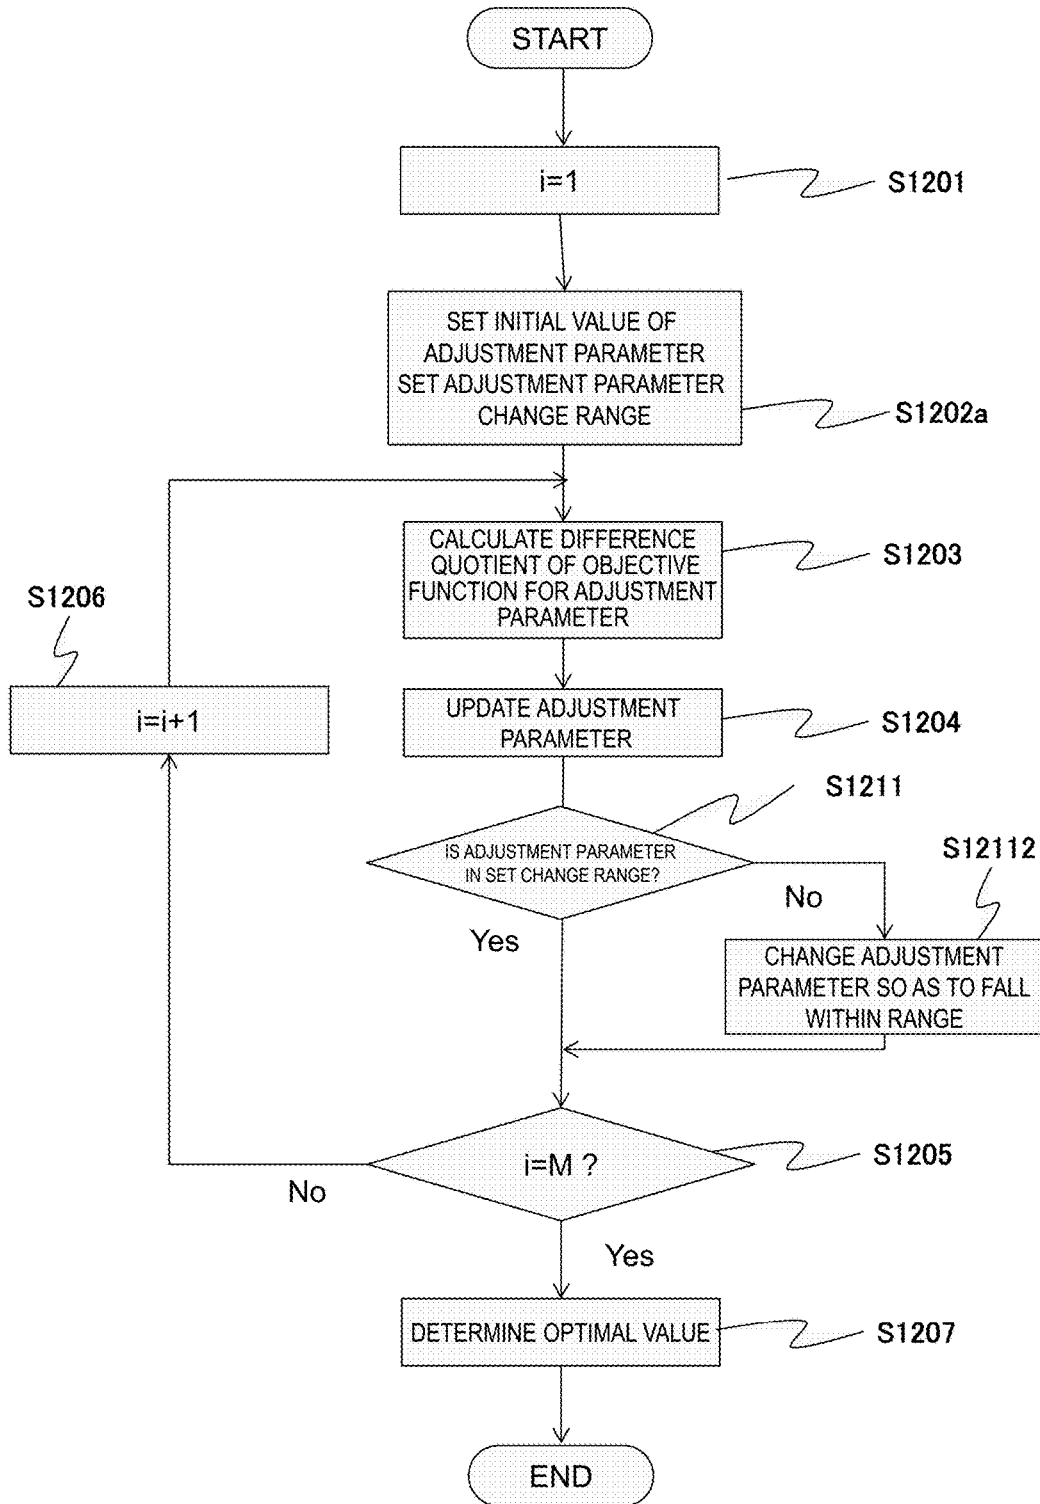 START
i=1
S1201
SET INITIAL VALUE OF
ADJUSTMENT PARAMETER
SET ADJUSTMENT PARAMETER
CHANGE RANGE
S1202a
CALCULATE DIFFERENCE
QUOTIENT OF OBJECTIVE
FUNCTION FOR ADJUSTMENT
PARAMETER
S1203
S1206
i=i+1
UPDATE ADJUSTMENT
PARAMETER
S1204
S1211
IS ADJUSTMENT PARAMETER
IN SET CHANGE RANGE?
S12112
No
Yes
CHANGE ADJUSTMENT
PARAMETER SO AS TO FALL
WITHIN RANGE
i=M ?
S1205
No
Yes
DETERMINE OPTIMAL VALUE
S1207
END